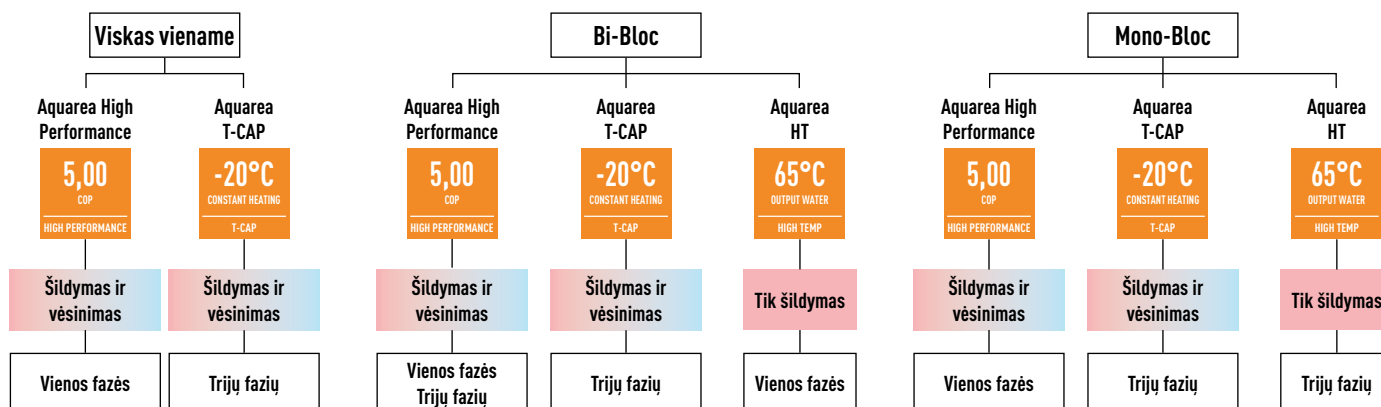 Viskas viename
Bi-Bloc
Mono-Bloc
Aquarea High
Performance
Aquarea
T-CAP
Aquarea High
Performance
Aquarea
T-CAP
Aquarea
HT
Aquarea High
Performance
Aquarea
T-CAP
Aquarea
HT
5,00
COP
HIGH PERFORMANCE
-20°C
CONSTANT HEATING
T-CAP
5,00
COP
HIGH PERFORMANCE
-20°C
CONSTANT HEATING
T-CAP
65°C
OUTPUT WATER
HIGH TEMP
5,00
COP
HIGH PERFORMANCE
-20°C
CONSTANT HEATING
T-CAP
65°C
OUTPUT WATER
HIGH TEMP
Šildymas ir
vėsinimas
Šildymas ir
vėsinimas
Šildymas ir
vėsinimas
Šildymas ir
vėsinimas
Tik šildymas
Šildymas ir
vėsinimas
Šildymas ir
vėsinimas
Tik šildymas
Vienos fazės
Trijų fazių
Vienos fazės
Trijų fazių
Trijų fazių
Vienos fazės
Vienos fazės
Trijų fazių
Trijų fazių